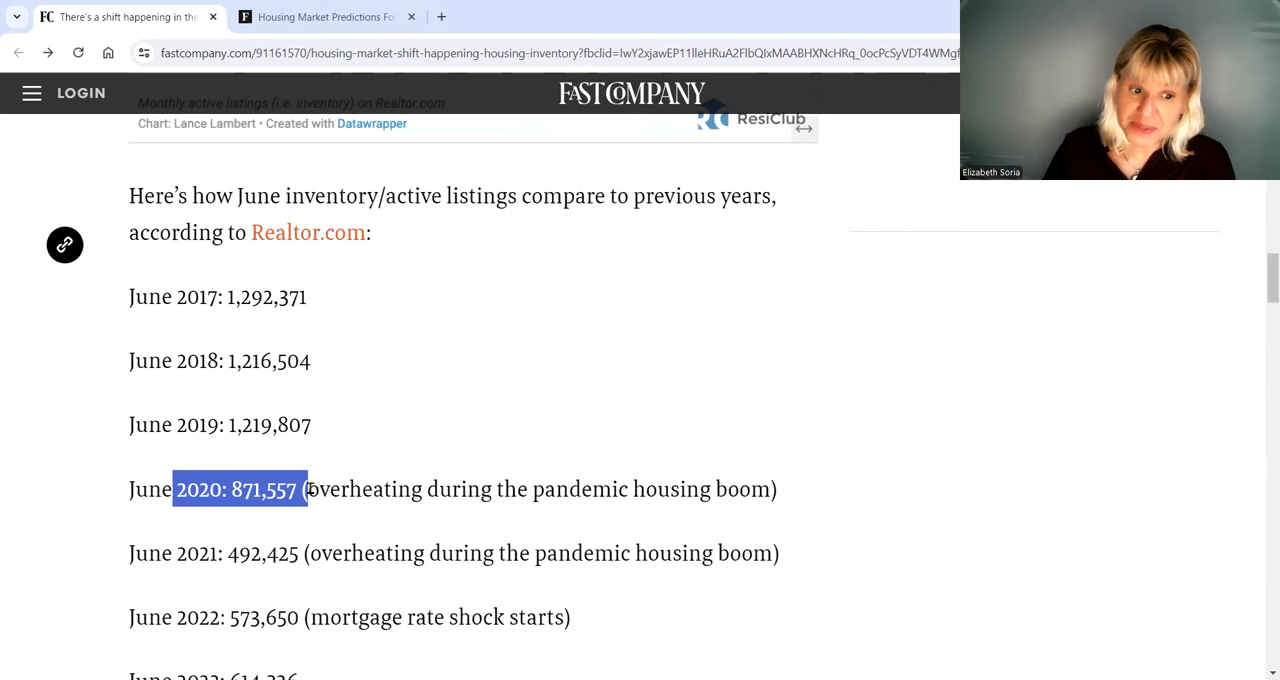 There's a shift happening in the
Housing Market Predictions Fo
fastcompany.com/91161570/housing-market-shift-happening-housing-inventory?fbclid=IwY2xjawEP11lleHRuA2FlbQIxMAABHXNcHRq_0ocPcSyVDT4WMgf
LOGIN
FAST COMPANY
Elizabeth Soria
Monthly active listings (i.e. inventory) on Realtor.com
Chart: Lance Lambert • Created with Datawrapper
ResiClub
Here's how June inventory/active listings compare to previous years,
according to Realtor.com:
June 2017: 1,292,371
June 2018: 1,216,504
June 2019: 1,219,807
June 2020: 871,557 (overheating during the pandemic housing boom)
June 2021: 492,425 (overheating during the pandemic housing boom)
June 2022: 573,650 (mortgage rate shock starts)